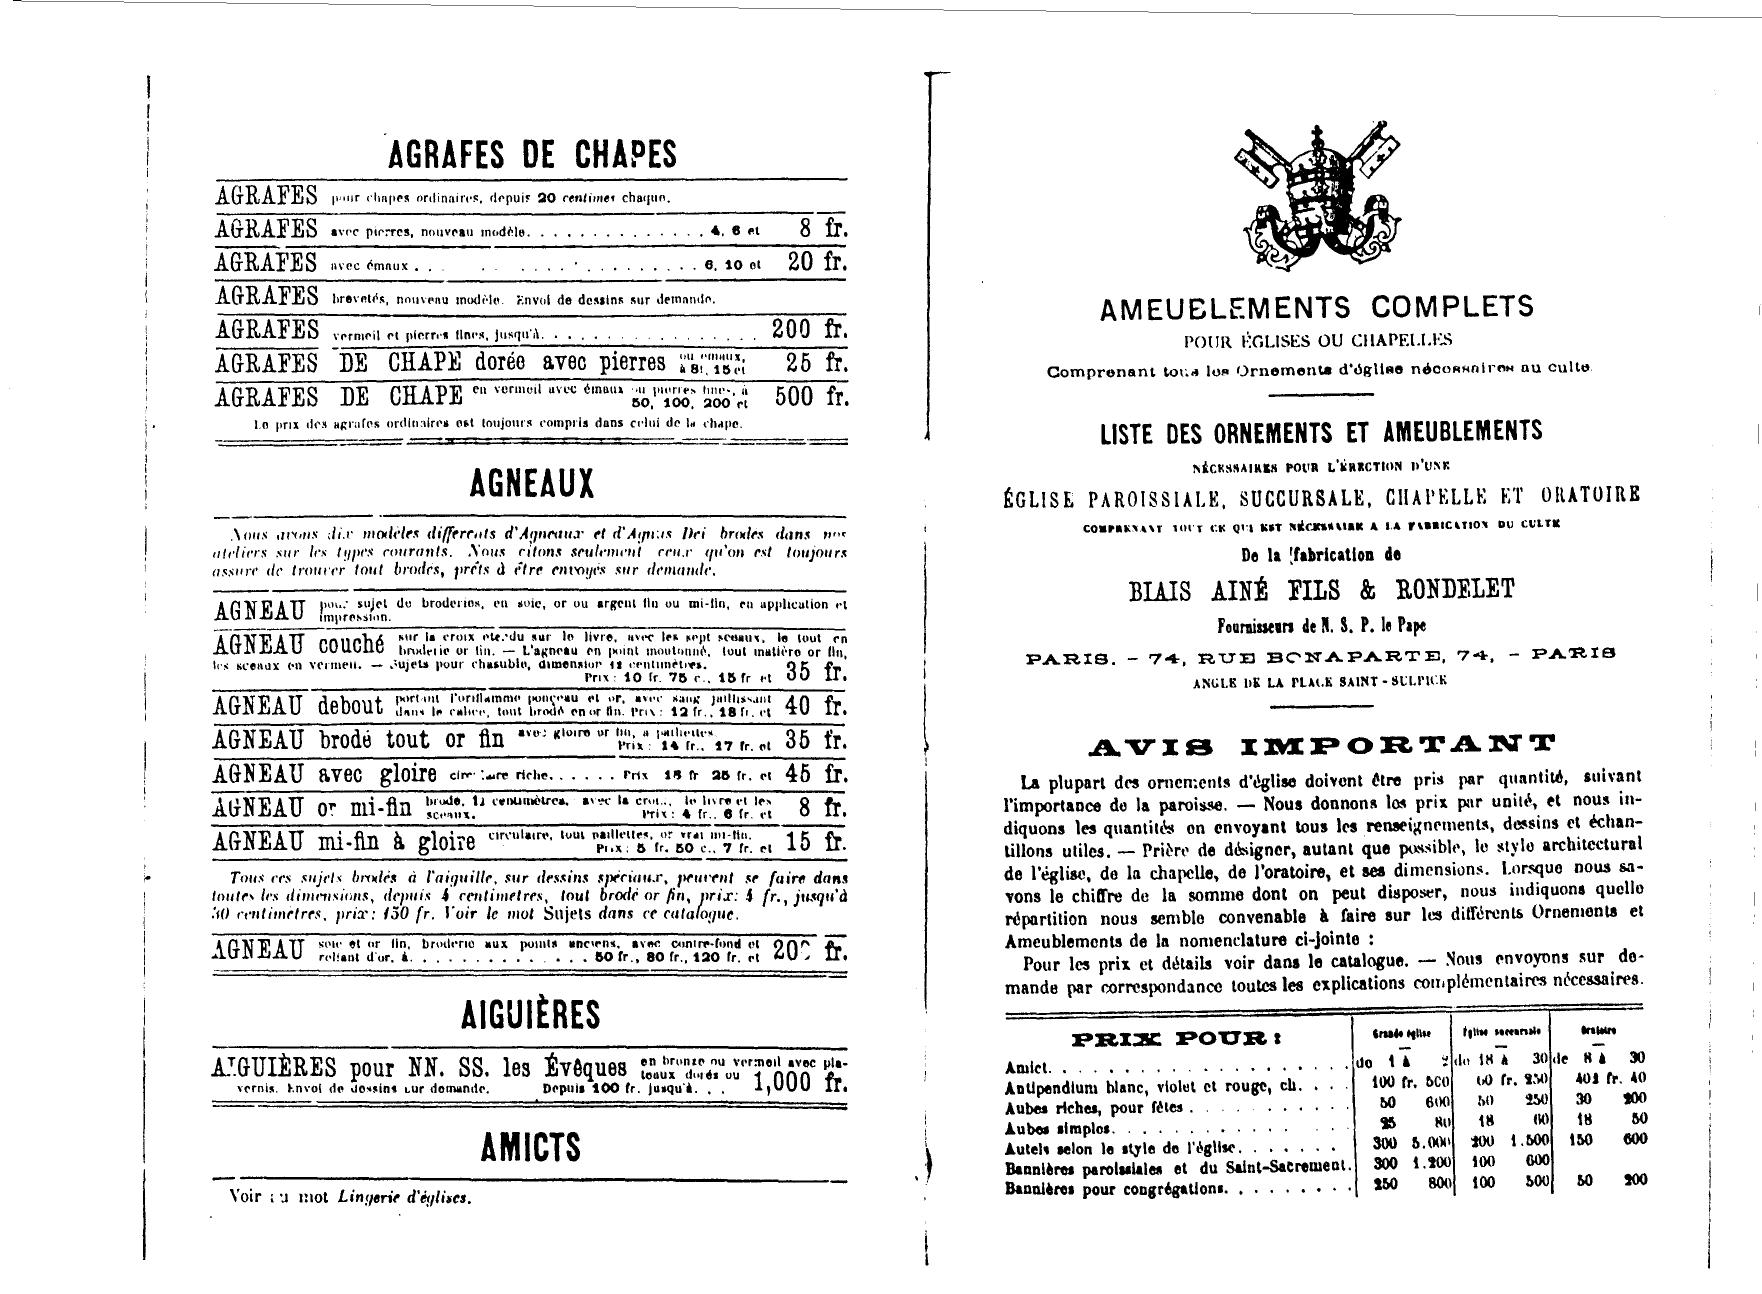 AGRAFES DE CHAPES
AGRAFES pour chapes ordinaires, depuis 20 centimes chaque.
AGRAFES avec pierres, nouveau modèle. . . . . . . . . . . . . . 4, 6 et 8 fr.
AGRAFES avec émaux . . . . . . . . . . . . . . . . 6, 10 et 20 fr.
AGRAFES brevetés, nouveau modèle. Envoi de dessins sur demande.
AGRAFES vermeil et pierres fines, jusqu'à. . . . . . . . . . . . . . . . . 200 fr.
AGRAFES DE CHAPE dorée avec pierres ou émaux, à 8f, 15 et 25 fr.
AGRAFES DE CHAPE en vermeil avec émaux ou pierres fines, à 50, 100, 200 et 500 fr.
Le prix des agrafes ordinaires est toujours compris dans celui de la chape.
AGNEAUX
Nous avons dix modèles differents d'Agneaux et d'Agnus Dei brodes dans nos
ateliers sur les types courants. Nous citons seulement ceux qu'on est toujours
assure de trouver tout brodes, prêts à être envoyés sur demande.
AGNEAU pour sujet de broderies, en soie, or ou argent fin ou mi-fin, en application et
impression.
AGNEAU couché sur la croix etendu sur le livre, avec les sept sceaux, le tout en
broderie or fin. — L'agneau en point moutonné, tout matière or fin,
les sceaux en vermeil. — Sujets pour chasuble, dimension centimètres.
Prix : 10 fr. 75 c., 15 fr et 35 fr.
AGNEAU debout portant l'oriflamme ponceau et or, avec sang jaillissant
dans le calice, tout brodé en or fin. Prix : 12 fr., 18 fr. et 40 fr.
AGNEAU brodé tout or fin avec gloire or fin, a paillettes
Prix : 14 fr., 17 fr. et 35 fr.
AGNEAU avec gloire circulaire riche. . . . . . Prix 15 fr 25 fr. et 45 fr.
AGNEAU or mi-fin brode, centimètres, avec la croix, le livre et les
sceaux. Prix : 4 fr., 6 fr. et 8 fr.
AGNEAU mi-fin à gloire circulaire, tout paillettes, or vrai mi-fin.
Prix : 5 fr. 50 c., 7 fr. et 15 fr.
Tous ces sujets brodés à l'aiguille, sur dessins spéciaux, peuvent se faire dans
toutes les dimensions, depuis 4 centimetres, tout brodé or fin, prix : 4 fr., jusqu'à
30 centimetres, prix : 150 fr. Voir le mot Sujets dans ce catalogue.
AGNEAU soie et or fin, broderie aux points anciens, avec contre-fond et
reliant d'or, à. . . . . . . . . . . . . . 50 fr., 80 fr., 120 fr. et 200 fr.
AIGUIÈRES
AIGUIÈRES pour NN. SS. les Évêques en bronze ou vermeil avec pla-
teaux dorés ou
vernis. Envoi de dessins sur demande. Depuis 100 fr. jusqu'à. . . 1,000 fr.
AMICTS
Voir au mot Lingerie d'églises.
AMEUBLEMENTS COMPLETS
POUR ÉGLISES OU CHAPELLES
Comprenant tous les Ornements d'église nécessaires au culte.
LISTE DES ORNEMENTS ET AMEUBLEMENTS
NÉCESSAIRES POUR L'ÉRECTION D'UNE
ÉGLISE PAROISSIALE, SUCCURSALE, CHAPELLE ET ORATOIRE
COMPRENANT TOUT CE QUI EST NÉCESSAIRE A LA FABRICATION DU CULTE
De la fabrication de
BIAIS AINÉ FILS & RONDELET
Fournisseurs de N. S. P. le Pape
PARIS. – 74, RUE BONAPARTE, 74, – PARIS
ANGLE DE LA PLACE SAINT-SULPICE
AVIS IMPORTANT
La plupart des ornements d'église doivent être pris par quantité, suivant
l'importance de la paroisse. — Nous donnons les prix par unité, et nous in-
diquons les quantités en envoyant tous les renseignements, dessins et échan-
tillons utiles. — Prière de désigner, autant que possible, le style architectural
de l'église, de la chapelle, de l'oratoire, et ses dimensions. Lorsque nous sa-
vons le chiffre de la somme dont on peut disposer, nous indiquons quelle
répartition nous semble convenable à faire sur les différents Ornements et
Ameublements de la nomenclature ci-jointe :
Pour les prix et détails voir dans le catalogue. — Nous envoyons sur de-
mande par correspondance toutes les explications complémentaires nécessaires.
PRIX POUR : Grande église Église succursale Oratoire
Amict. . . . . . . . . . . . . . . . . . de 1 à 2 de 18 à 30 de 8 à 30
Antipendium blanc, violet et rouge, ch. . . . 100 fr. 500 60 fr. 250 40 fr. 40
Aubes riches, pour fêtes . . . . . . . . . . . 50 600 50 250 30 200
Aubes simples. . . . . . . . . . . . 25 80 18 60 18 50
Autels selon le style de l'église. . . . . . . 300 5.000 200 1.500 150 600
Bannières paroissiales et du Saint-Sacrement. 300 1.200 100 600
Bannières pour congrégations. . . . . . . . . 250 800 100 500 50 200